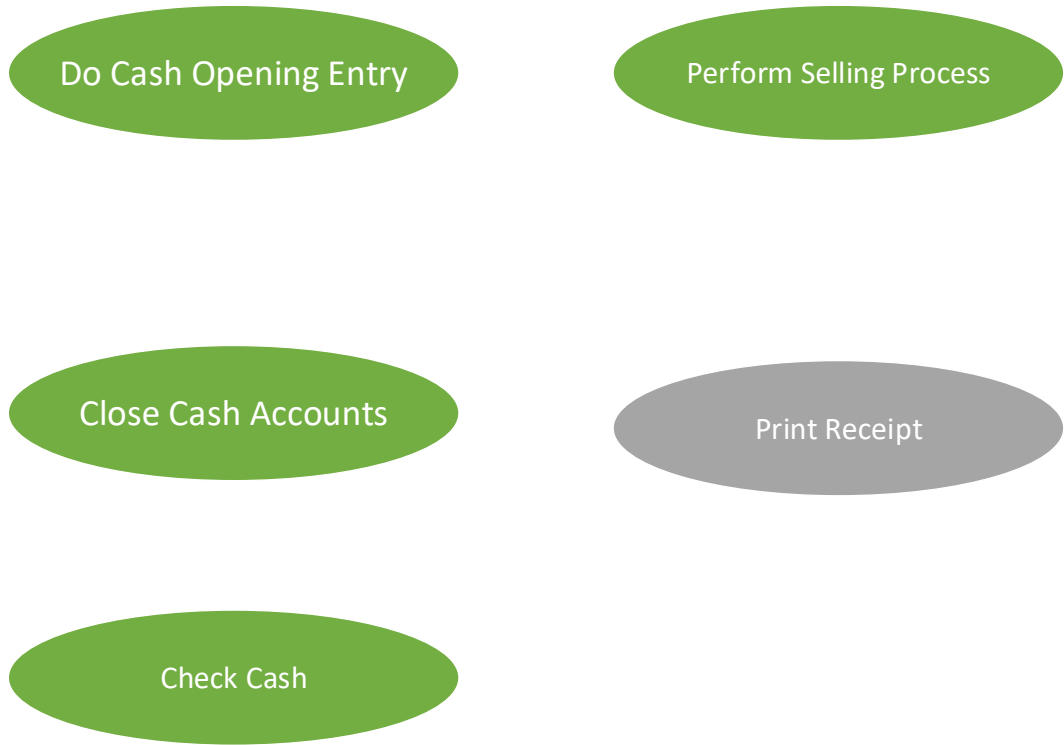 Do Cash Opening Entry
Perform Selling Process
Close Cash Accounts
Print Receipt
Check Cash